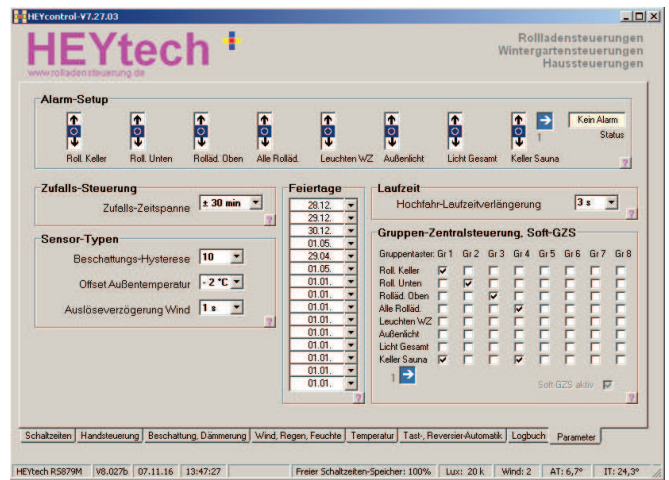 HEYcontrol-V7.27.03
HEYtech
www.rolladensteuerung.de
Rollladensteuerungen
Wintergartensteuerungen
Haussteuerungen
Alarm-Setup
Roll. Keller
Roll. Unten
Rolläd. Oben
Alle Rolläd.
Leuchten WZ
Außenlicht
Licht Gesamt
Keller Sauna
1
Kein Alarm
Status
?
Zufalls-Steuerung
Zufalls-Zeitspanne ± 30 min
?
Sensor-Typen
Beschattungs-Hysterese 10
Offset Außentemperatur - 2 °C
Auslöseverzögerung Wind 1 s
?
Feiertage
28.12.
29.12.
30.12.
01.05.
29.04.
01.05.
01.01.
01.01.
01.01.
01.01.
01.01.
01.01.
01.01.
01.01.
01.01.
?
Laufzeit
Hochfahr-Laufzeitverlängerung 3 s
?
Gruppen-Zentralsteuerung, Soft-GZS
Gruppentaster: Gr 1 Gr 2 Gr 3 Gr 4 Gr 5 Gr 6 Gr 7 Gr 8
Roll. Keller
Roll. Unten
Rolläd. Oben
Alle Rolläd.
Leuchten WZ
Außenlicht
Licht Gesamt
Keller Sauna
1
Soft-GZS aktiv
?
Schaltzeiten Handsteuerung Beschattung, Dämmerung Wind, Regen, Feuchte Temperatur Tast-, Reversier-Automatik Logbuch Parameter
HEYtech RS879M V8.027b 07.11.16 13:47:27 Freier Schaltzeiten-Speicher: 100% Lux: 20 k Wind: 2 AT: 6,7° IT: 24,3°